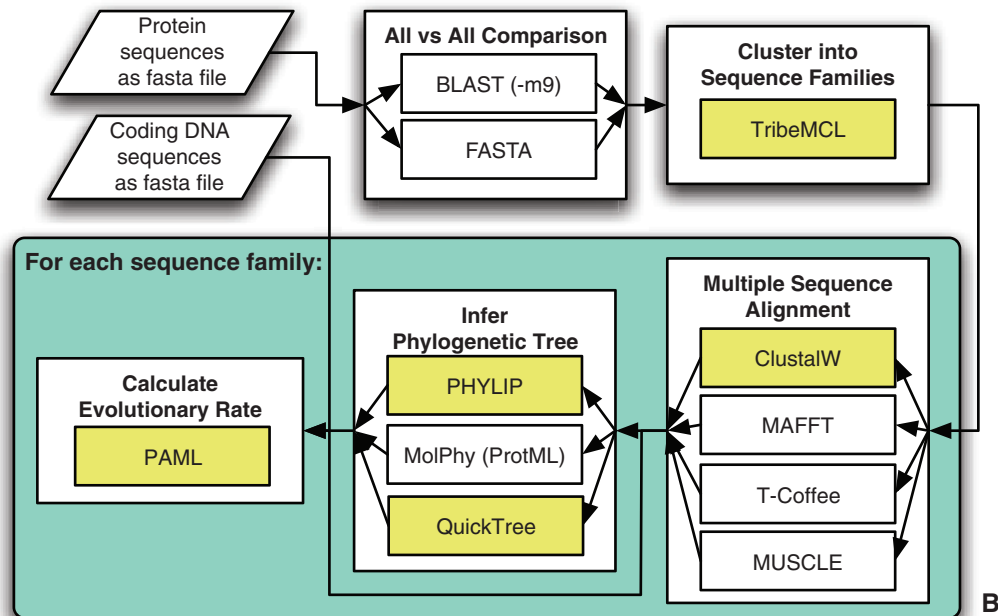 Protein
sequences
as fasta file
Coding DNA
sequences
as fasta file
All vs All Comparison
BLAST (-m9)
FASTA
Cluster into
Sequence Families
TribeMCL
For each sequence family:
Multiple Sequence
Alignment
ClustalW
MAFFT
T-Coffee
MUSCLE
Infer
Phylogenetic Tree
PHYLIP
MolPhy (ProtML)
QuickTree
Calculate
Evolutionary Rate
PAML
B